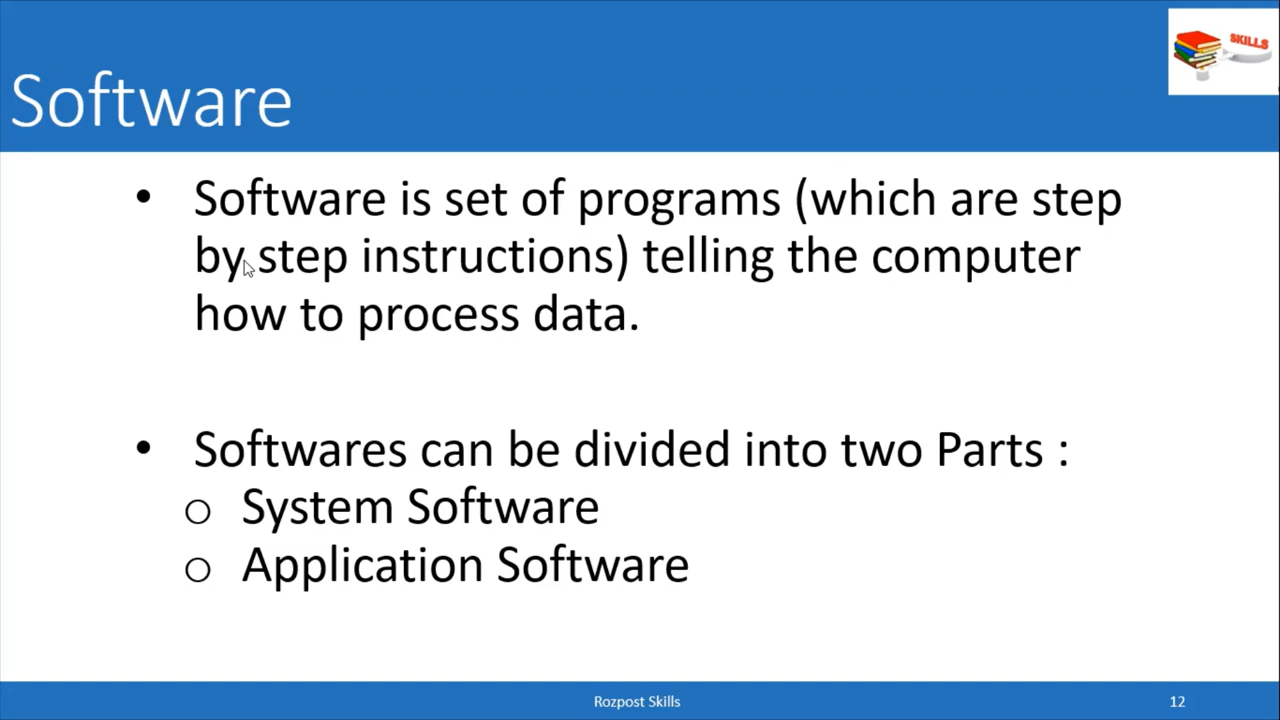 SKILLS
Software
• Software is set of programs (which are step
by step instructions) telling the computer
how to process data.
• Softwares can be divided into two Parts :
o System Software
o Application Software
Rozpost Skills
12